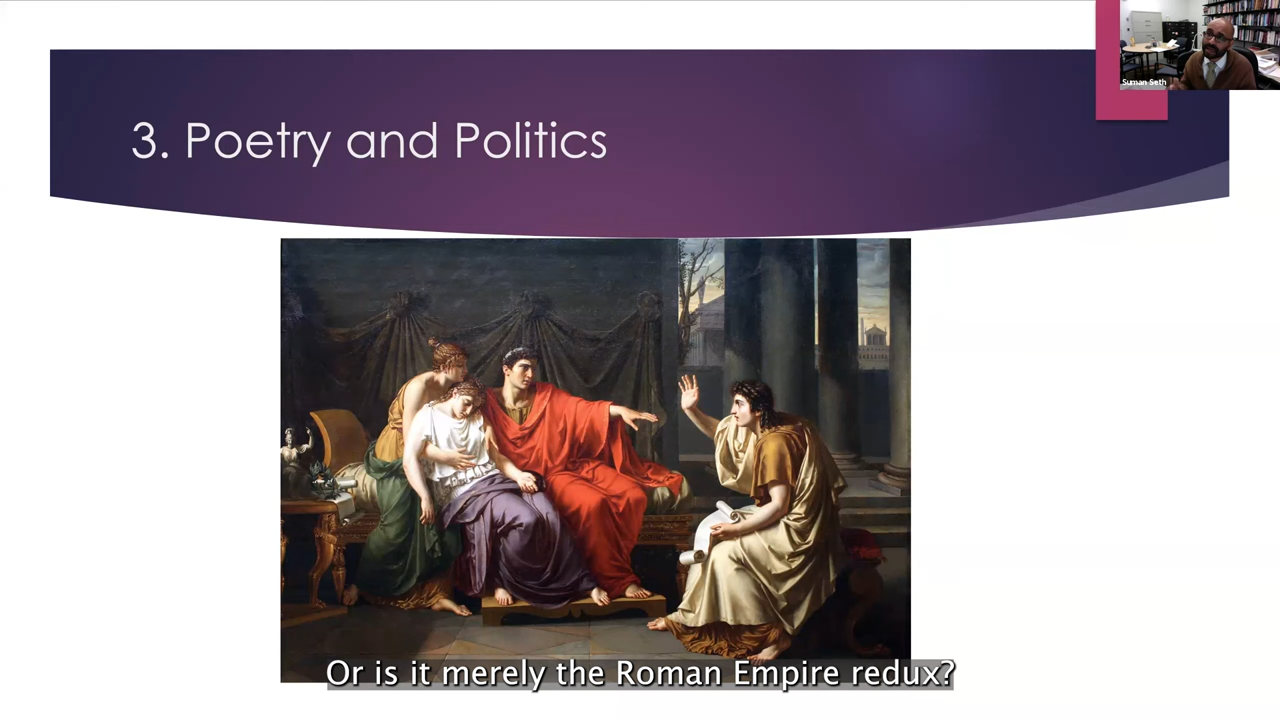 Suman Seth
3. Poetry and Politics
Or is it merely the Roman Empire redux?